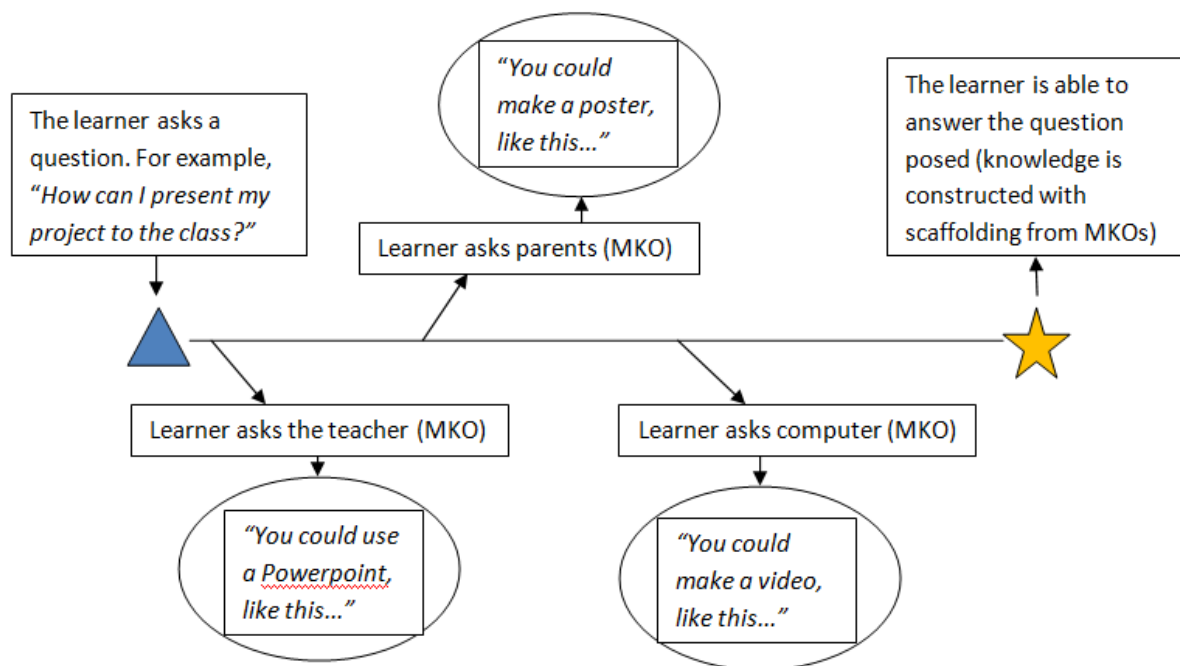 The learner asks a
question. For example,
“How can I present my
project to the class?”
“You could
make a poster,
like this...”
Learner asks parents (MKO)
The learner is able to
answer the question
posed (knowledge is
constructed with
scaffolding from MKOs)
Learner asks the teacher (MKO)
“You could use
a Powerpoint,
like this...”
Learner asks computer (MKO)
“You could
make a video,
like this...”